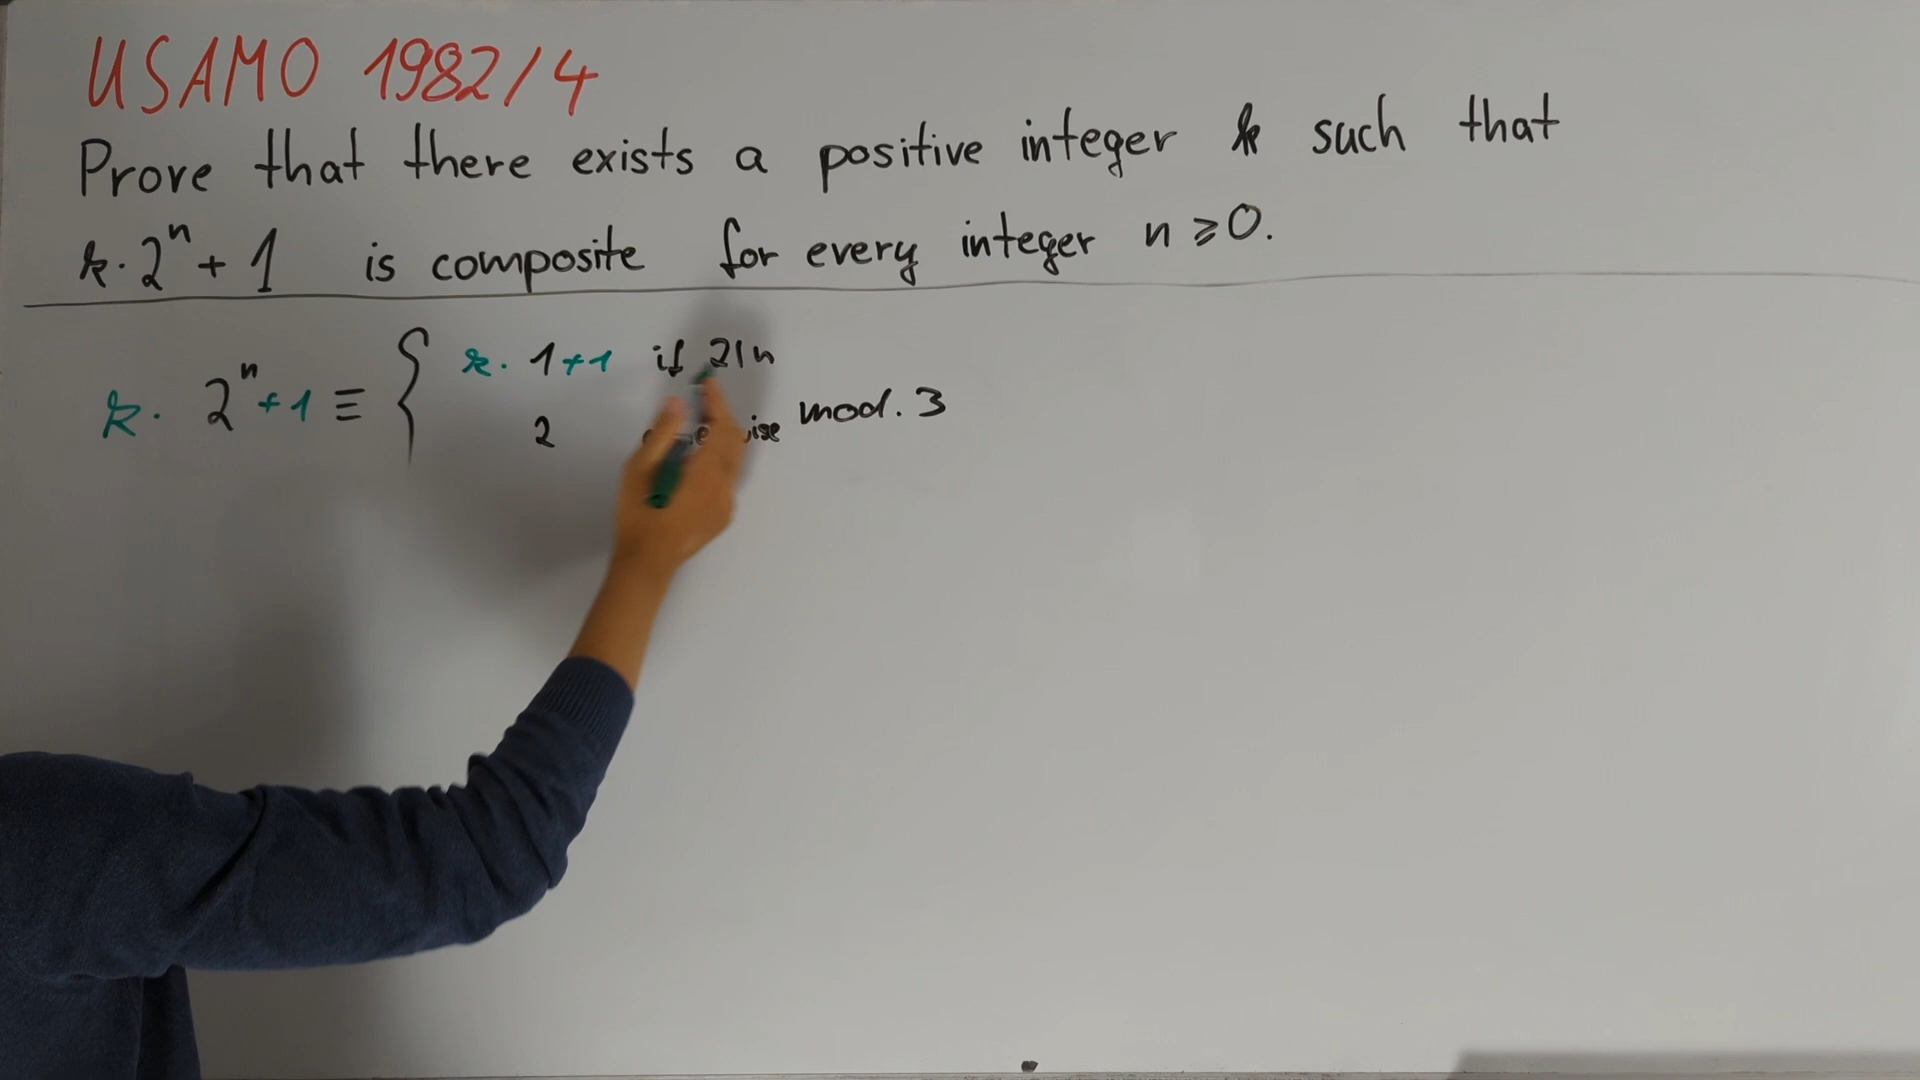 USAMO 1982/4
Prove that there exists a positive integer k such that
k·2ⁿ + 1 is composite for every integer n ≥ 0.
k· 2ⁿ + 1 ≡ { k· 1 + 1 if 2|n
2 mod. 3